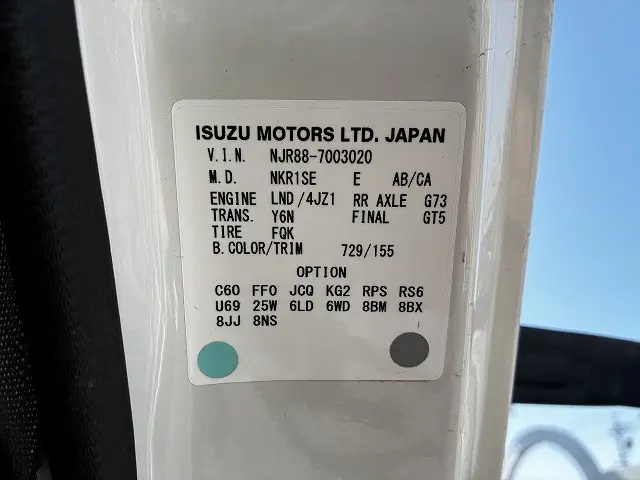 ISUZU MOTORS LTD. JAPAN
V.I.N. NJR88-7003020
M.D. NKR1SE E AB/CA
ENGINE LND/4JZ1 RR AXLE G73
TRANS. Y6N FINAL GT5
TIRE FQK
B.COLOR/TRIM 729/155
OPTION
C60 FF0 JCQ KG2 RPS RS6
U69 25W 6LD 6WD 8BM 8BX
8JJ 8NS